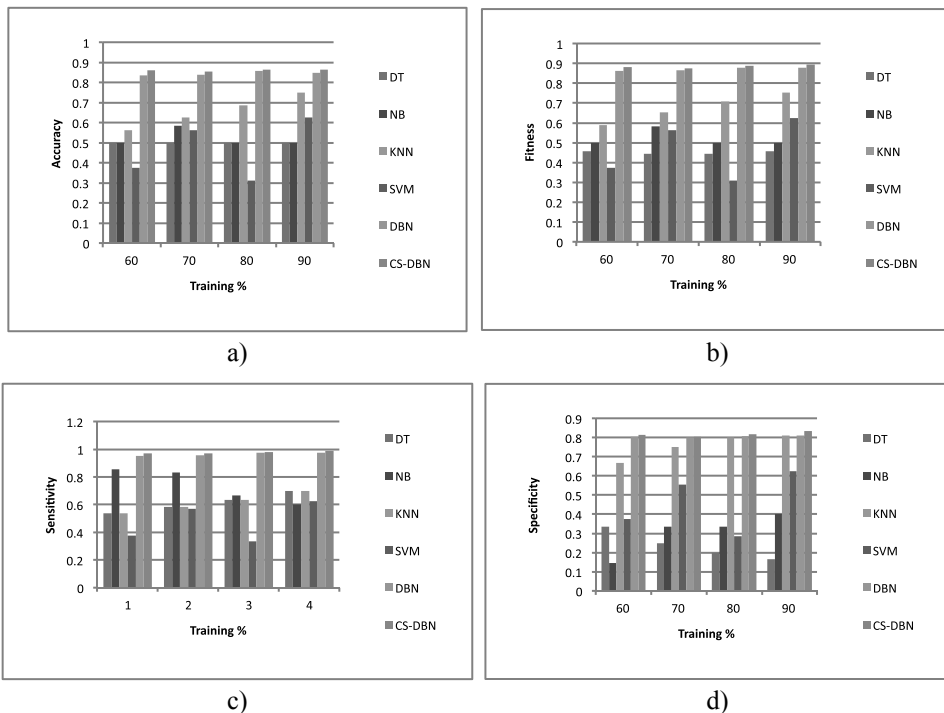 1
0.9
0.8
0.7
0.6
0.5
0.4
0.3
0.2
0.1
0
Accuracy
60 70 80 90
Training %
DT
NB
KNN
SVM
DBN
CS-DBN
a)
1
0.9
0.8
0.7
0.6
0.5
0.4
0.3
0.2
0.1
0
Fitness
60 70 80 90
Training %
DT
NB
KNN
SVM
DBN
CS-DBN
b)
1.2
1
0.8
0.6
0.4
0.2
0
Sensitivity
1 2 3 4
Training %
DT
NB
KNN
SVM
DBN
CS-DBN
c)
0.9
0.8
0.7
0.6
0.5
0.4
0.3
0.2
0.1
0
Specificity
60 70 80 90
Training %
DT
NB
KNN
SVM
DBN
CS-DBN
d)